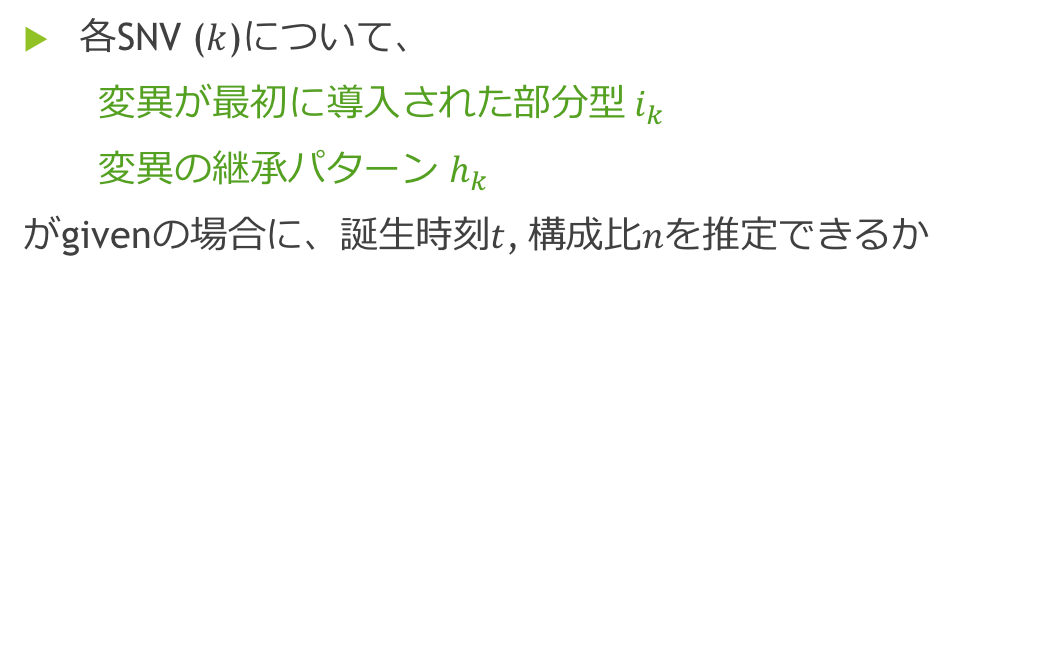 ▶ 各SNV (𝑘)について、
変異が最初に導入された部分型 𝑖ₖ
変異の継承パターン ℎₖ
がgivenの場合に、誕生時刻𝑡, 構成比𝑛を推定できるか